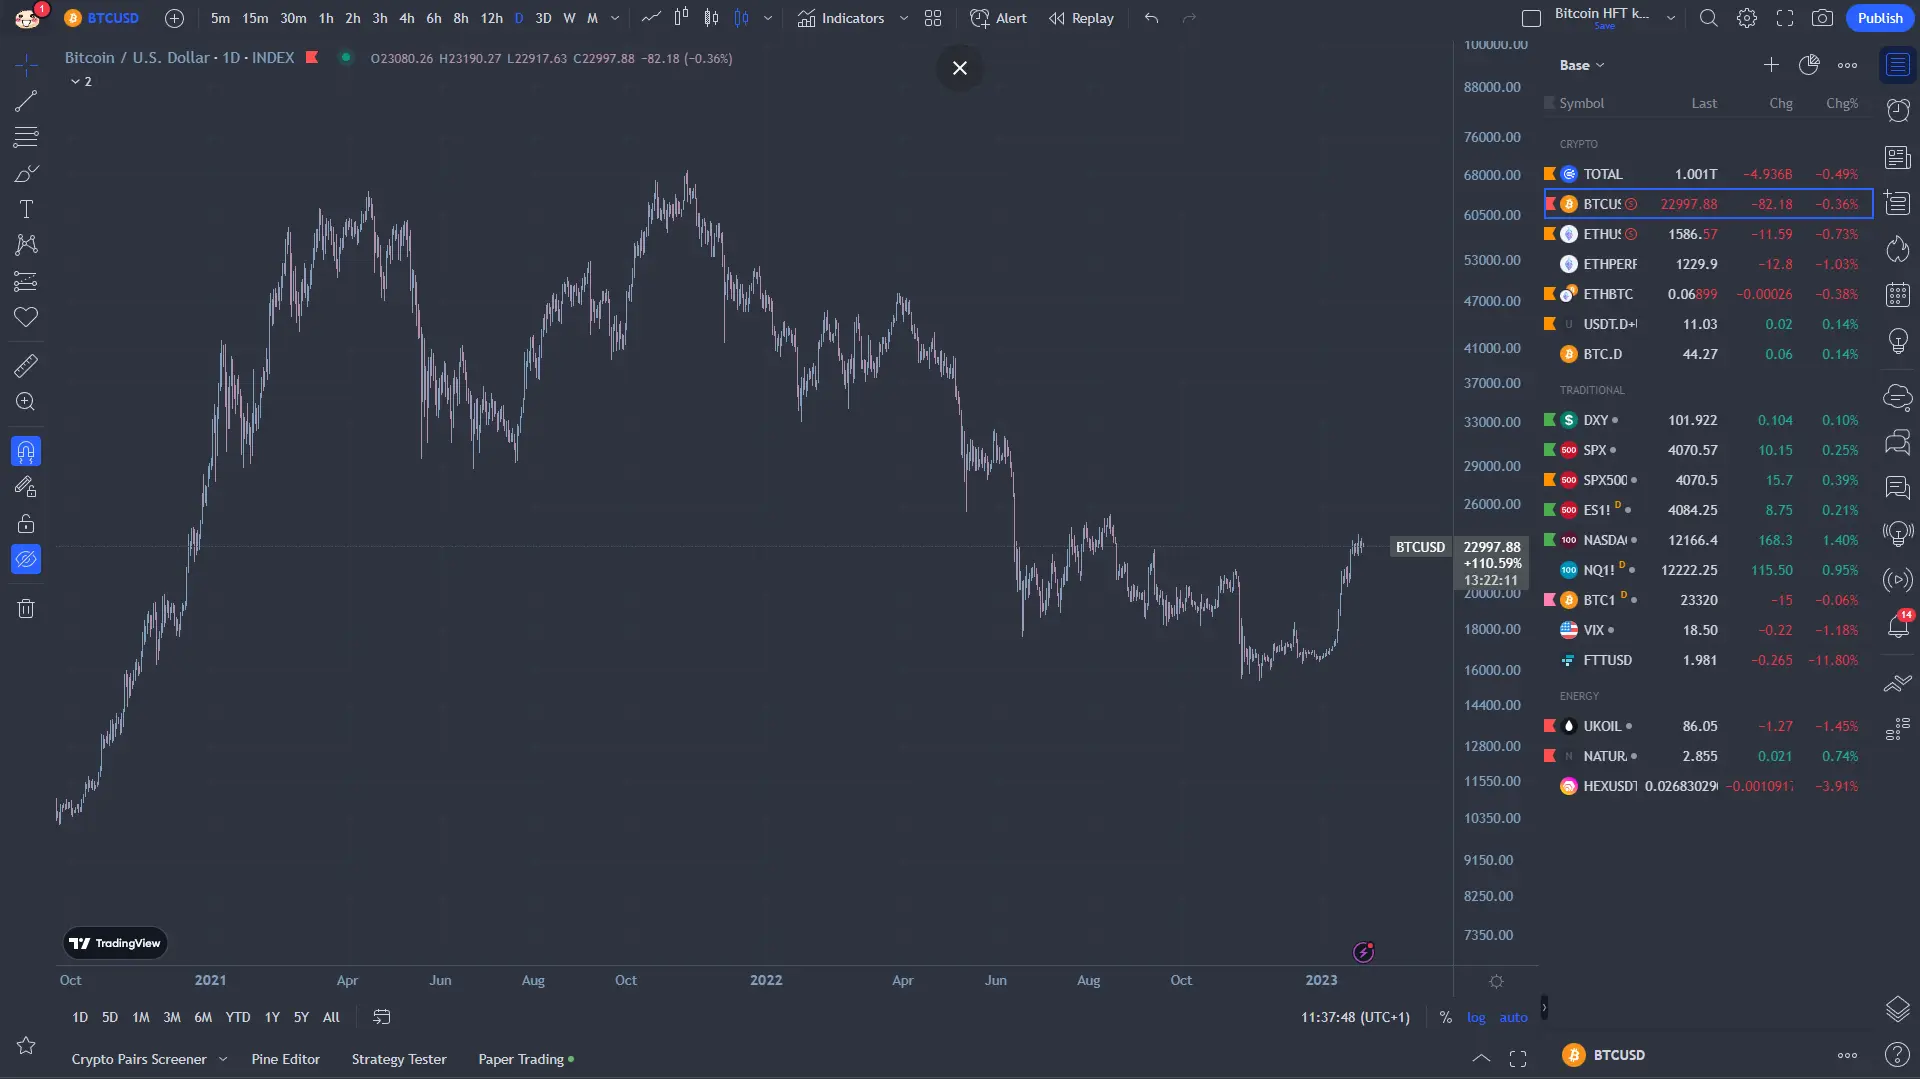 1
BTCUSD
5m 15m 30m 1h 2h 3h 4h 6h 8h 12h D 3D W M
Indicators
Alert
Replay
Bitcoin HFT k...
Save
Publish
Bitcoin / U.S. Dollar · 1D · INDEX
O23080.26 H23190.27 L22917.63 C22997.88 −82.18 (−0.36%)
2
100000.00
88000.00
76000.00
68000.00
60500.00
53000.00
47000.00
41000.00
37000.00
33000.00
29000.00
26000.00
BTCUSD 22997.88
+110.59%
13:22:11
20000.00
18000.00
16000.00
14400.00
12800.00
11550.00
10350.00
9150.00
8250.00
7350.00
TradingView
Oct 2021 Apr Jun Aug Oct 2022 Apr Jun Aug Oct 2023
1D 5D 1M 3M 6M YTD 1Y 5Y All
11:37:48 (UTC+1) % log auto
Crypto Pairs Screener Pine Editor Strategy Tester Paper Trading
Base
Symbol Last Chg Chg%
CRYPTO
TOTAL 1.001T −4.936B −0.49%
BTCUS 22997.88 −82.18 −0.36%
ETHUS 1586.57 −11.59 −0.73%
ETHPERF 1229.9 −12.8 −1.03%
ETHBTC 0.06899 −0.00026 −0.38%
USDT.D+ 11.03 0.02 0.14%
BTC.D 44.27 0.06 0.14%
TRADITIONAL
DXY 101.922 0.104 0.10%
500 SPX 4070.57 10.15 0.25%
500 SPX500 4070.5 15.7 0.39%
500 ES1! D 4084.25 8.75 0.21%
100 NASDA 12166.4 168.3 1.40%
100 NQ1! D 12222.25 115.50 0.95%
BTC1 D 23320 −15 −0.06%
VIX 18.50 −0.22 −1.18%
FTTUSD 1.981 −0.265 −11.80%
ENERGY
UKOIL 86.05 −1.27 −1.45%
N NATUR 2.855 0.021 0.74%
HEXUSDT 0.02683029 −0.0010917 −3.91%
14
BTCUSD